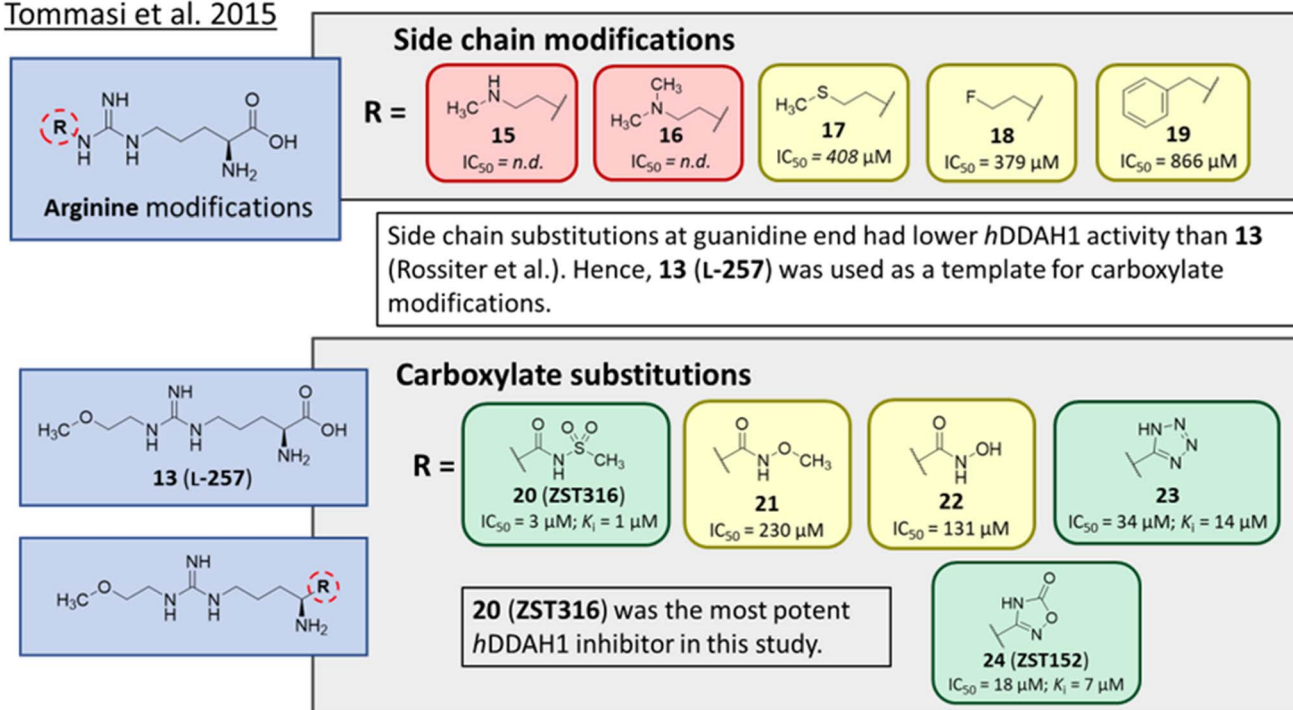 Tommasi et al. 2015
Side chain modifications
R =
H
H₃C N
15
IC₅₀ = n.d.
CH₃
H₃C N
16
IC₅₀ = n.d.
H₃C S
17
IC₅₀ = 408 µM
F
18
IC₅₀ = 379 µM
19
IC₅₀ = 866 µM
NH O
R N N OH
H H NH₂
Arginine modifications
Side chain substitutions at guanidine end had lower hDDAH1 activity than 13
(Rossiter et al.). Hence, 13 (L-257) was used as a template for carboxylate
modifications.
Carboxylate substitutions
NH O
H₃C O N N OH
H H NH₂
13 (L-257)
R =
O O O
N S CH₃
H
20 (ZST316)
IC₅₀ = 3 µM; Kᵢ = 1 µM
O
N O CH₃
H
21
IC₅₀ = 230 µM
O
N OH
H
22
IC₅₀ = 131 µM
HN N
N
N
23
IC₅₀ = 34 µM; Kᵢ = 14 µM
NH
H₃C O N N R
H H NH₂
20 (ZST316) was the most potent
hDDAH1 inhibitor in this study.
O
HN O
N
24 (ZST152)
IC₅₀ = 18 µM; Kᵢ = 7 µM